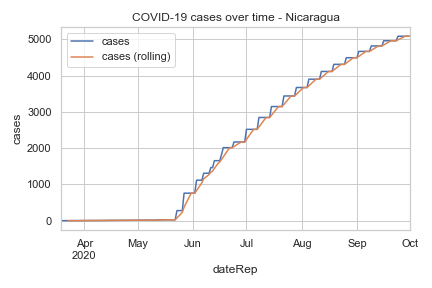 COVID-19 cases over time - Nicaragua
cases
cases (rolling)
5000
4000
3000
2000
1000
0
cases
Apr
2020
May
Jun
Jul
Aug
Sep
Oct
dateRep